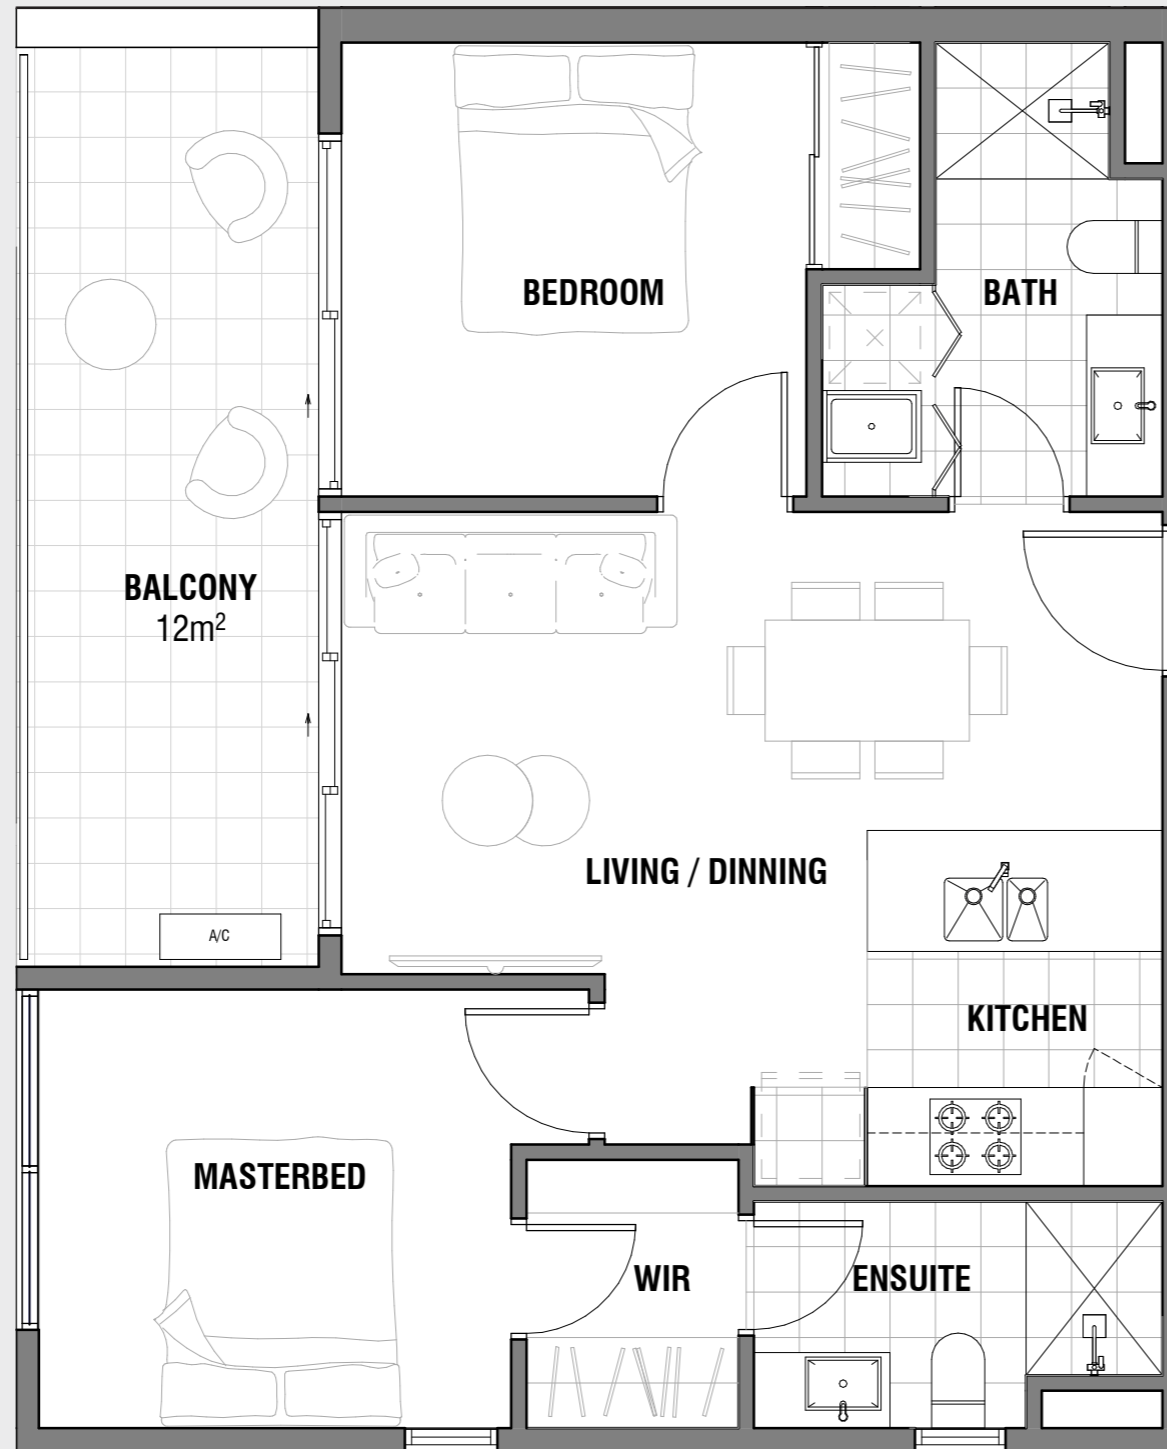 BEDROOM
BATH
BALCONY
12m²
LIVING / DINNING
A/C
KITCHEN
MASTERBED
WIR
ENSUITE